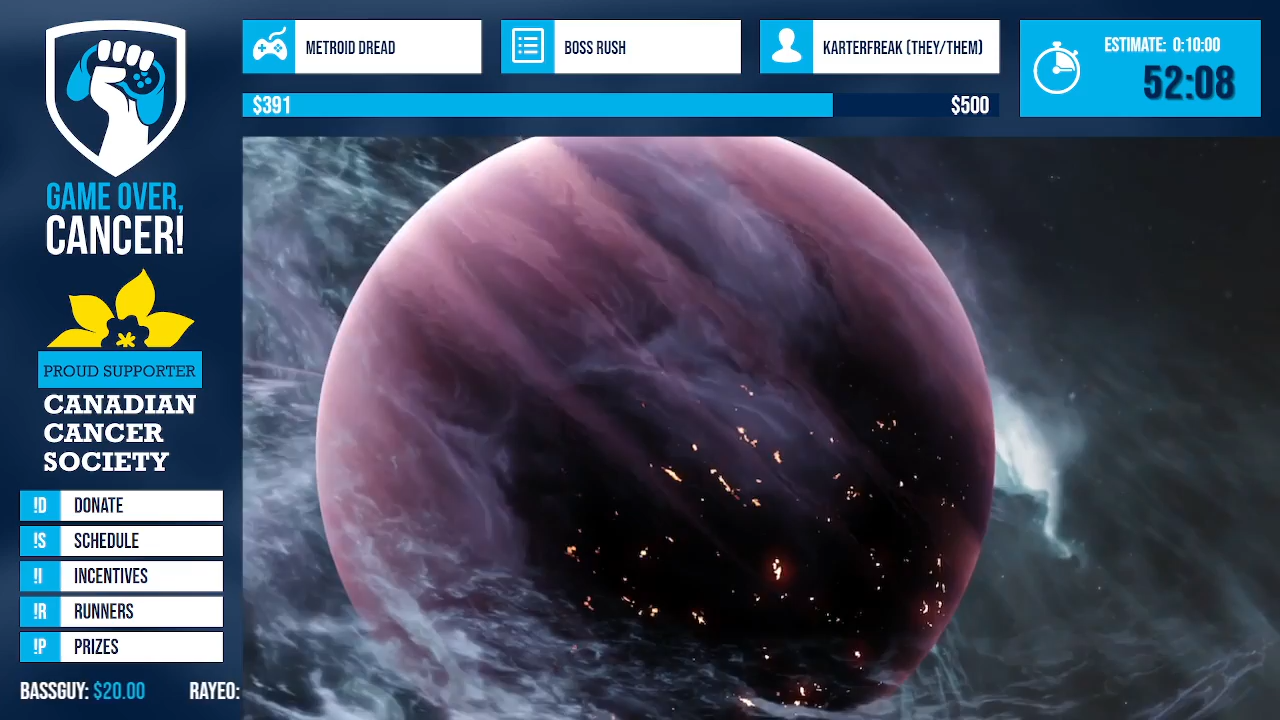 METROID DREAD
BOSS RUSH
KARTERFREAK (THEY/THEM)
ESTIMATE: 0:10:00
52:08
$391
$500
GAME OVER,
CANCER!
PROUD SUPPORTER
CANADIAN
CANCER
SOCIETY
!D DONATE
!S SCHEDULE
!I INCENTIVES
!R RUNNERS
!P PRIZES
BASSGUY: $20.00 RAYEO: